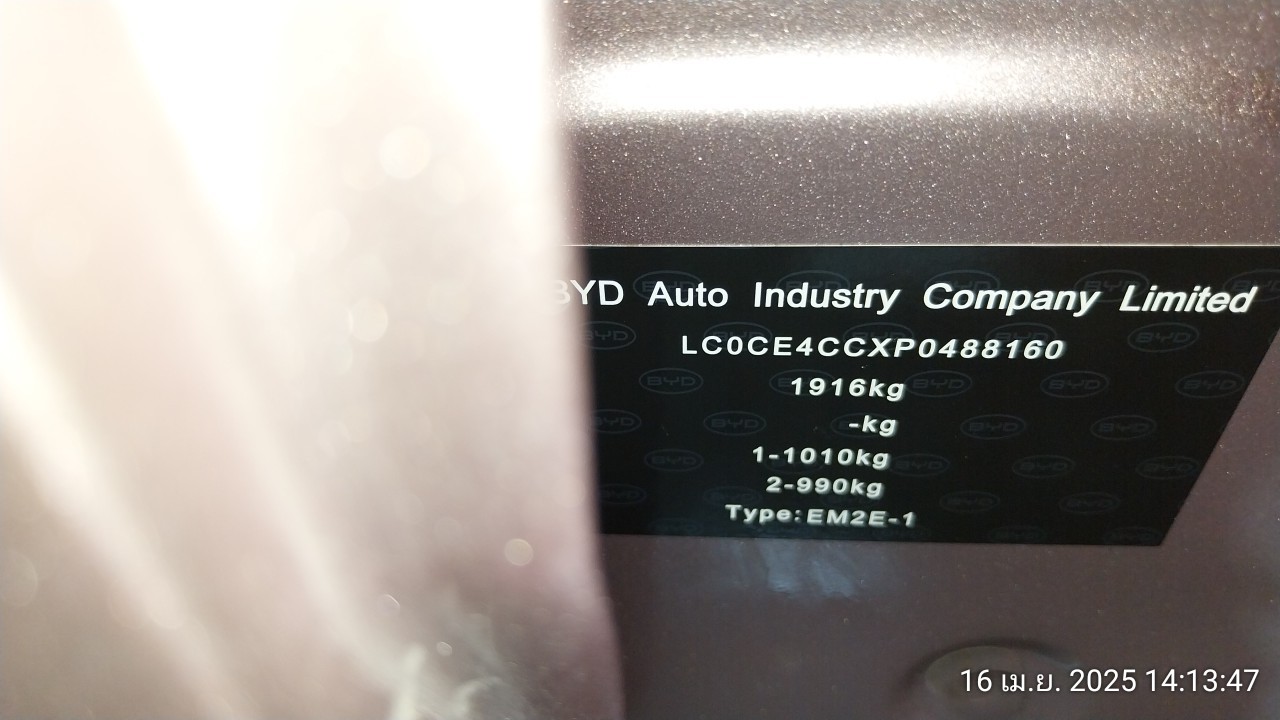 BYD Auto Industry Company Limited
LC0CE4CCXP0488160
1916kg
-kg
1-1010kg
2-990kg
Type:EM2E-1
16 เม.ย. 2025 14:13:47